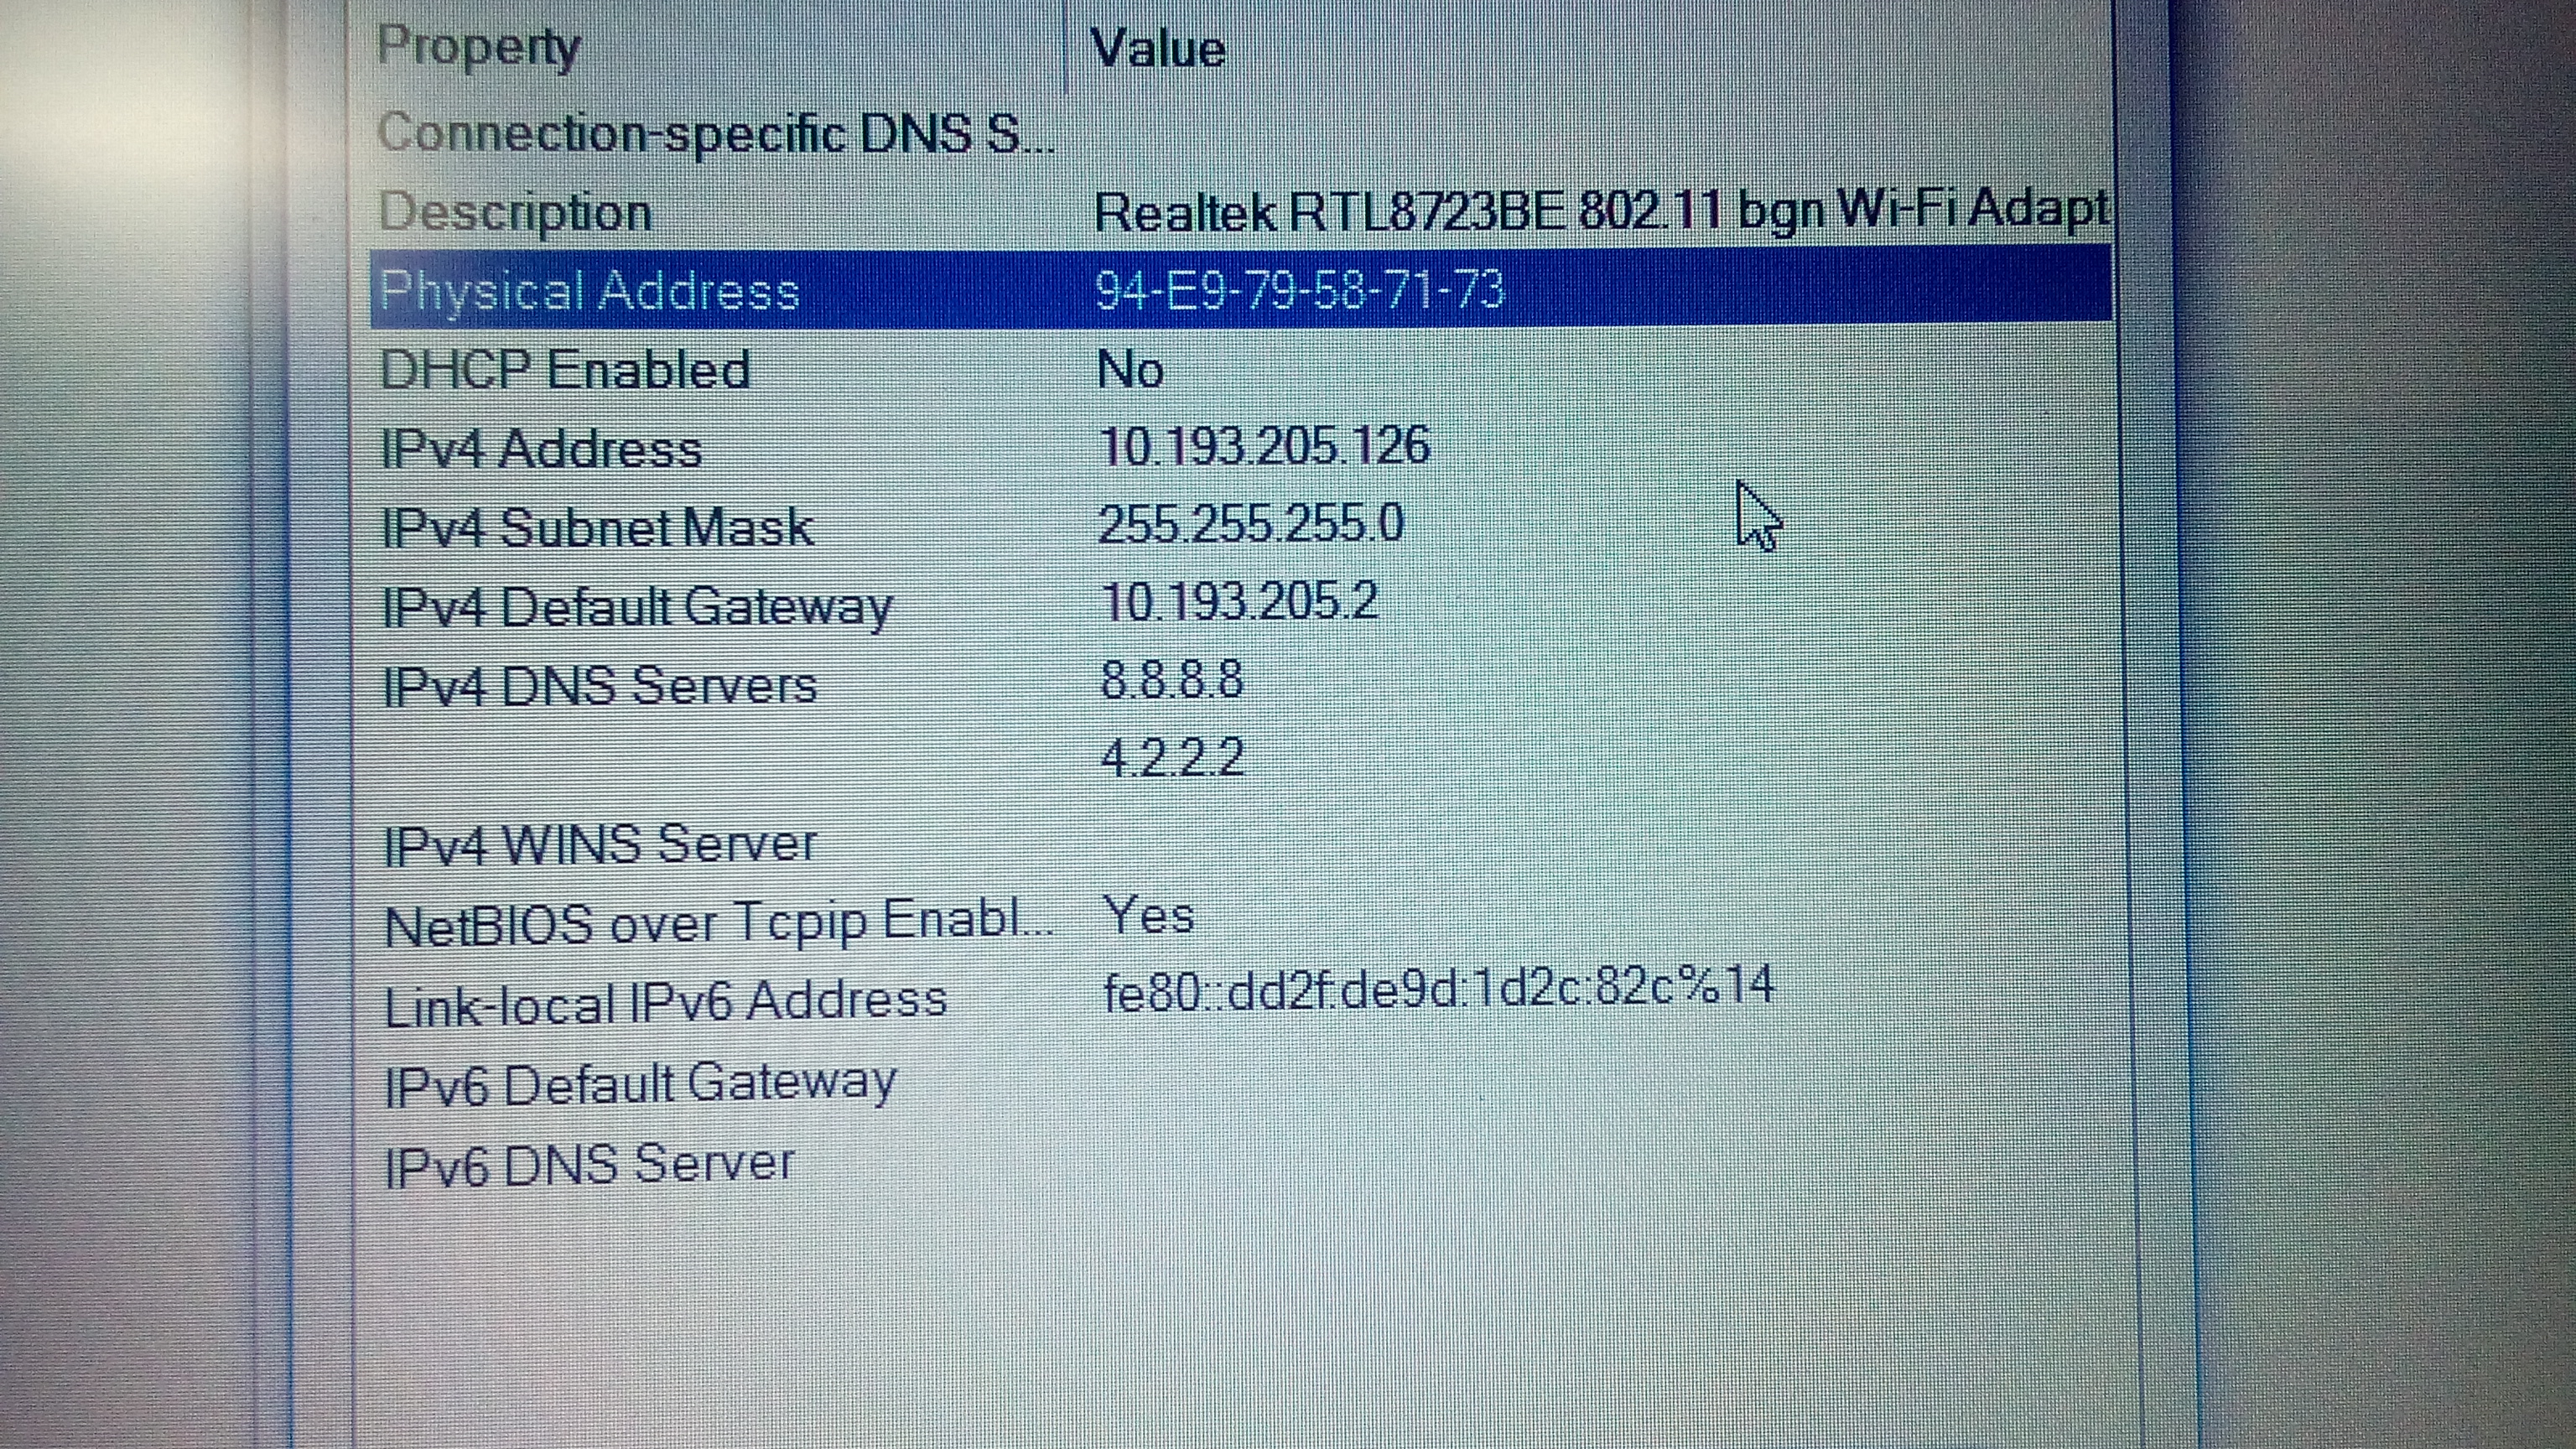 Property Value
Connection-specific DNS S...
Description Realtek RTL8723BE 802.11 bgn Wi-Fi Adapt
Physical Address 94-E9-79-58-71-73
DHCP Enabled No
IPv4 Address 10.193.205.126
IPv4 Subnet Mask 255.255.255.0
IPv4 Default Gateway 10.193.205.2
IPv4 DNS Servers 8.8.8.8
4.2.2.2
IPv4 WINS Server
NetBIOS over Tcpip Enabl... Yes
Link-local IPv6 Address fe80::dd2f:de9d:1d2c:82c%14
IPv6 Default Gateway
IPv6 DNS Server